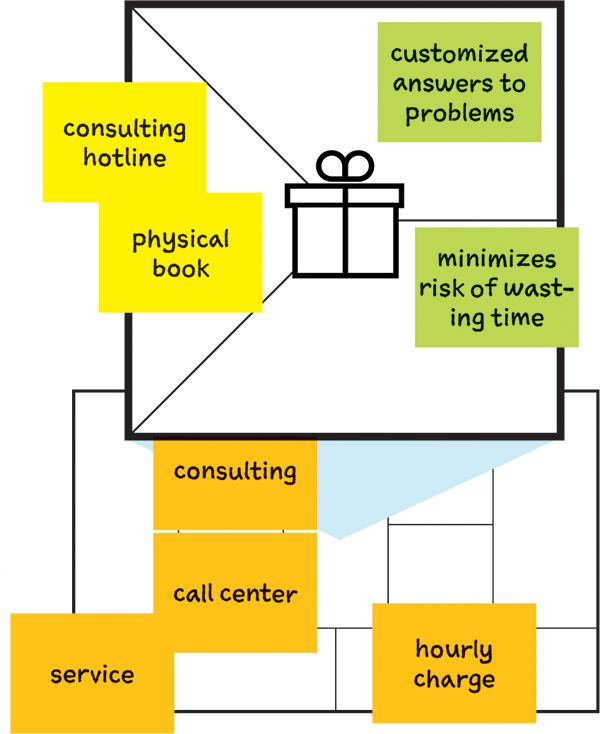 customized
answers to
problems
consulting
hotline
physical
book
minimizes
risk of wast-
ing time
consulting
call center
hourly
charge
service